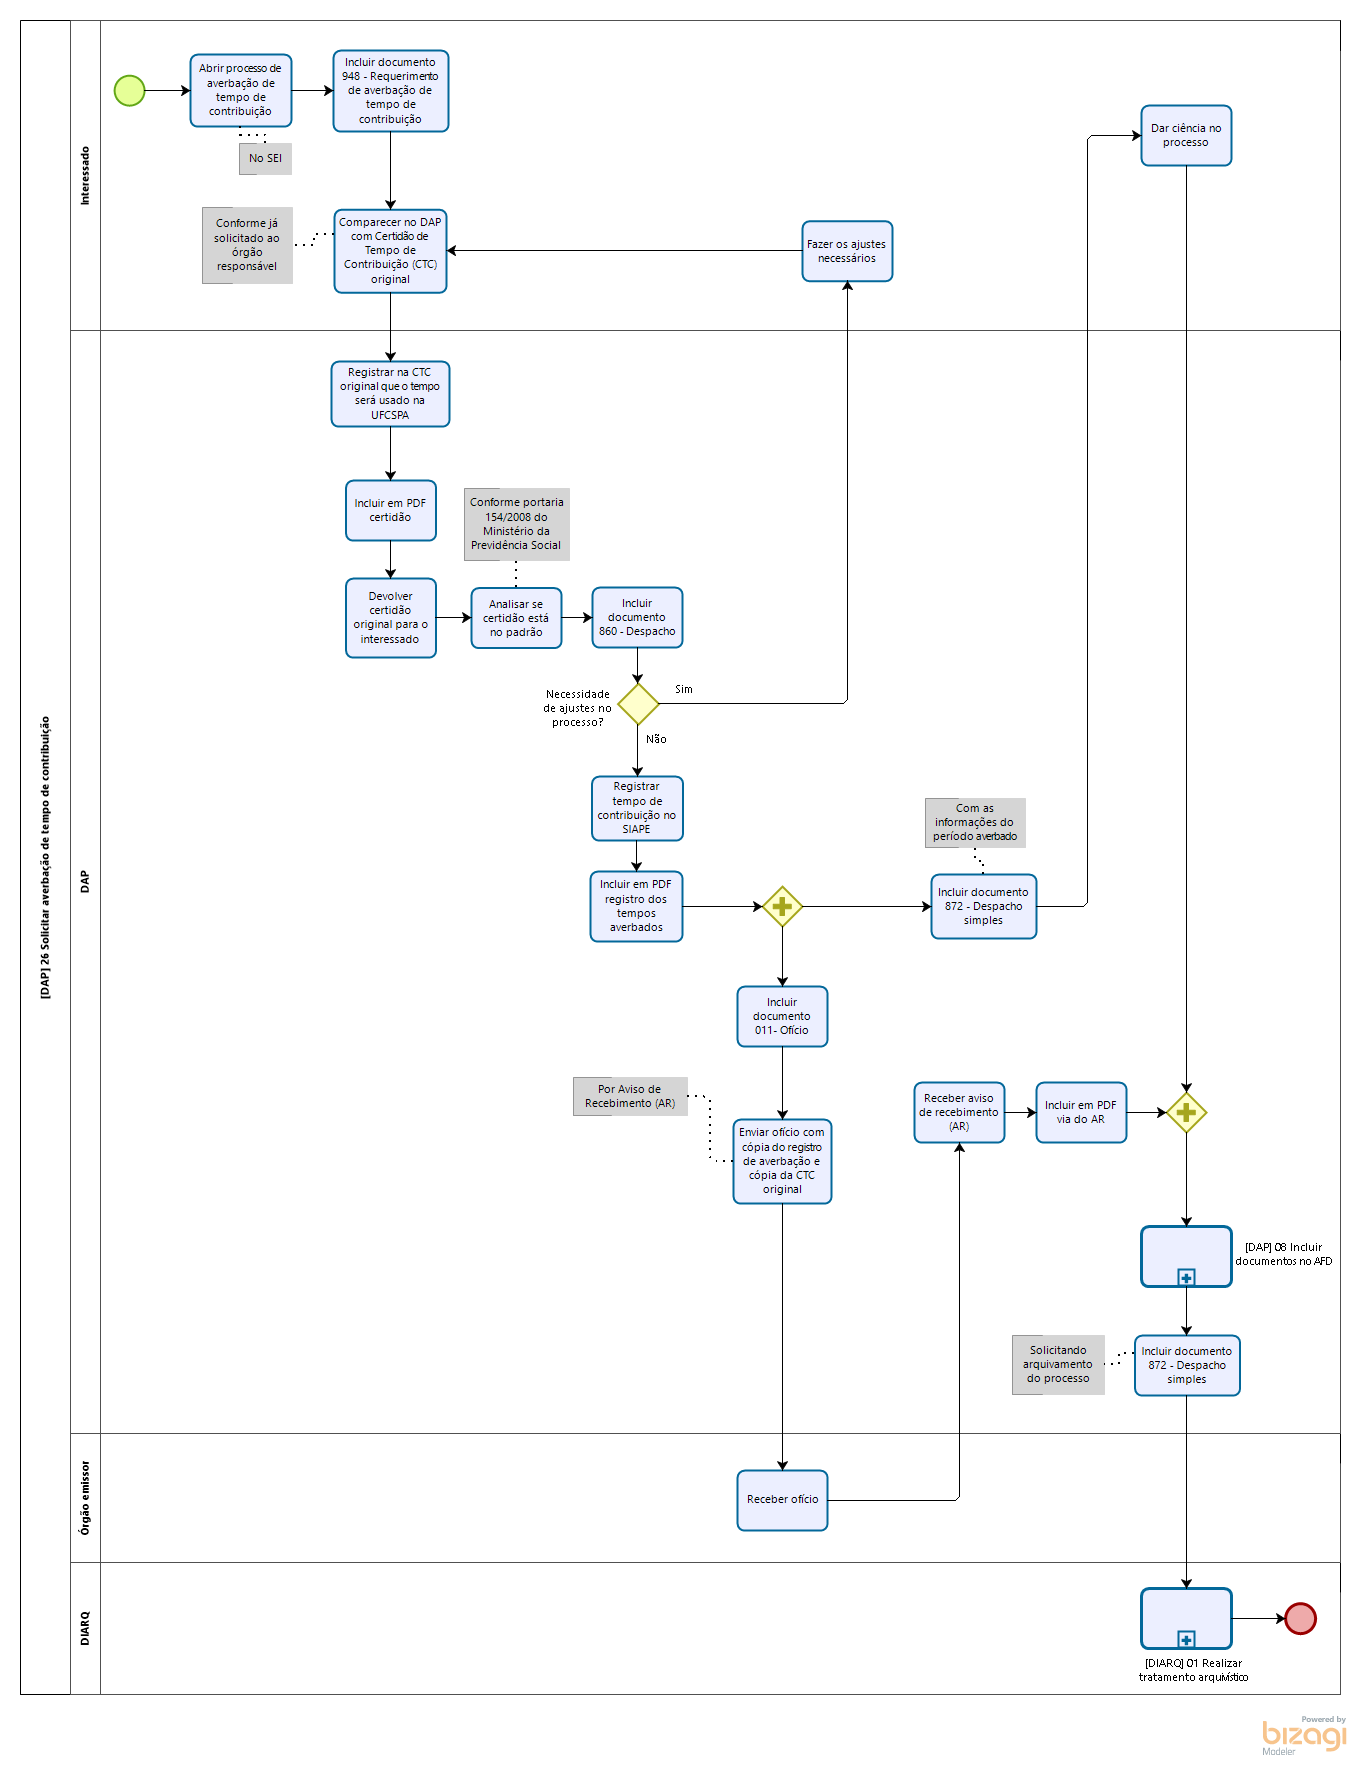 [DAP] 26 Solicitar averbação de tempo de contribuição
Interessado
Abrir processo de
averbação de
tempo de
contribuição
No SEI
Incluir documento
948 - Requerimento
de averbação de
tempo de
contribuição
Dar ciência no
processo
Conforme já
solicitado ao
órgão
responsável
Comparecer no DAP
com Certidão de
Tempo de
Contribuição (CTC)
original
Fazer os ajustes
necessários
DAP
Registrar na CTC
original que o tempo
será usado na
UFCSPA
Incluir em PDF
certidão
Devolver
certidão
original para o
interessado
Conforme portaria
154/2008 do
Ministério da
Previdência Social
Analisar se
certidão está
no padrão
Incluir
documento
860 - Despacho
Necessidade
de ajustes no
processo?
Sim
Não
Registrar
tempo de
contribuição no
SIAPE
Incluir em PDF
registro dos
tempos
averbados
Com as
informações do
período averbado
Incluir documento
872 - Despacho
simples
Incluir
documento
011- Ofício
Por Aviso de
Recebimento (AR)
Enviar ofício com
cópia do registro
de averbação e
cópia da CTC
original
Receber aviso
de recebimento
(AR)
Incluir em PDF
via do AR
[DAP] 08 Incluir
documentos no AFD
Solicitando
arquivamento
do processo
Incluir documento
872 - Despacho
simples
Órgão emissor
Receber ofício
DIARQ
[DIARQ] 01 Realizar
tratamento arquivístico
Powered by
bizagi
Modeler